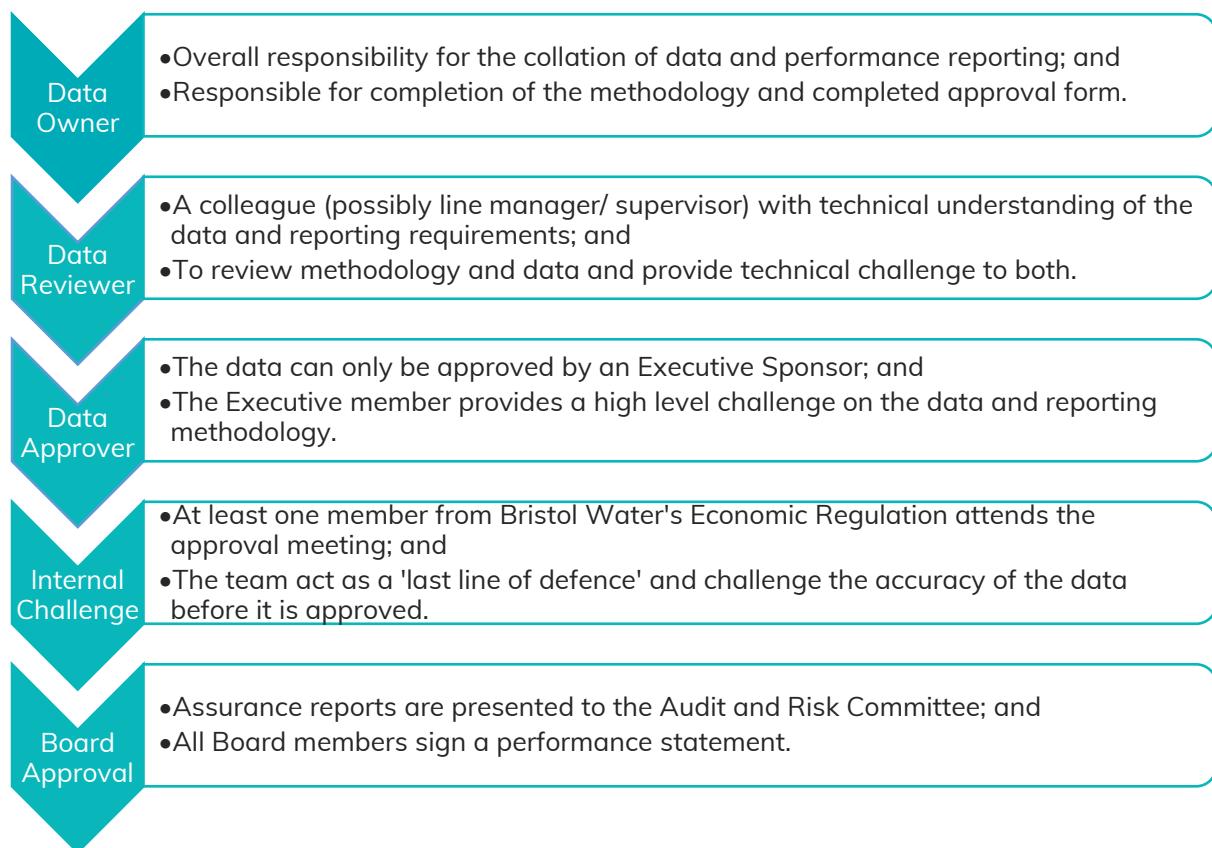 Data
Owner
•Overall responsibility for the collation of data and performance reporting; and
•Responsible for completion of the methodology and completed approval form.
Data
Reviewer
•A colleague (possibly line manager/ supervisor) with technical understanding of the
data and reporting requirements; and
•To review methodology and data and provide technical challenge to both.
Data
Approver
•The data can only be approved by an Executive Sponsor; and
•The Executive member provides a high level challenge on the data and reporting
methodology.
Internal
Challenge
•At least one member from Bristol Water's Economic Regulation attends the
approval meeting; and
•The team act as a 'last line of defence' and challenge the accuracy of the data
before it is approved.
Board
Approval
•Assurance reports are presented to the Audit and Risk Committee; and
•All Board members sign a performance statement.